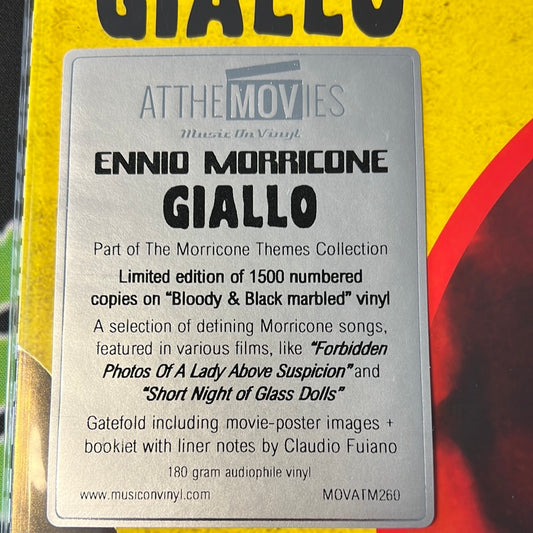 GIALLO
ATTHEMOVIES
Music On Vinyl
ENNIO MORRICONE
GIALLO
Part of The Morricone Themes Collection
Limited edition of 1500 numbered
copies on “Bloody & Black marbled” vinyl
A selection of defining Morricone songs,
featured in various films, like “Forbidden
Photos Of A Lady Above Suspicion” and
“Short Night of Glass Dolls”
Gatefold including movie-poster images +
booklet with liner notes by Claudio Fuiano
180 gram audiophile vinyl
www.musiconvinyl.com MOVATM260